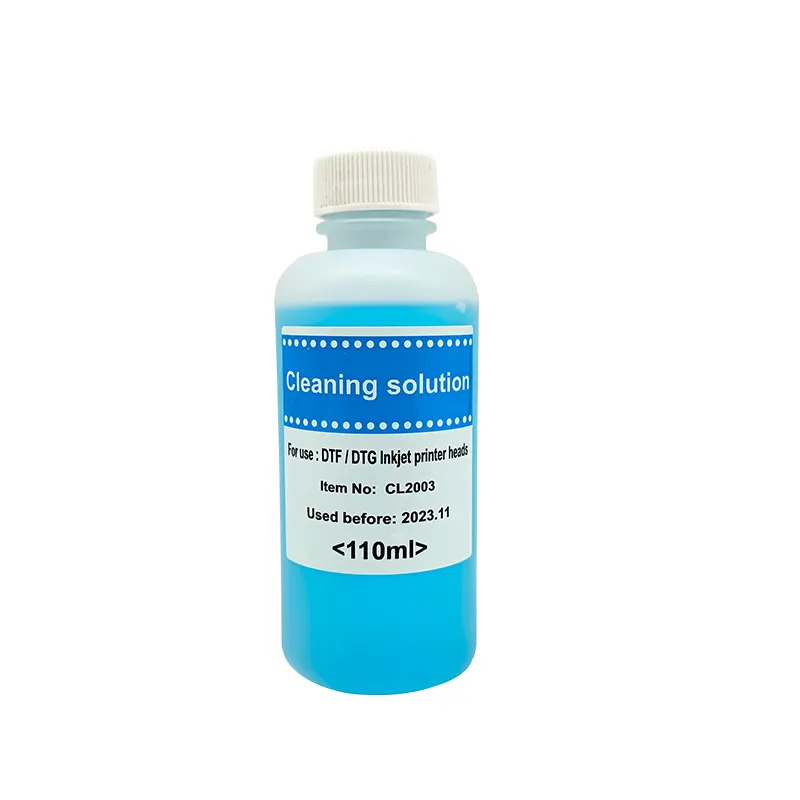 Cleaning solution
For use : DTF / DTG Inkjet printer heads
Item No: CL2003
Used before: 2023.11
<110ml>